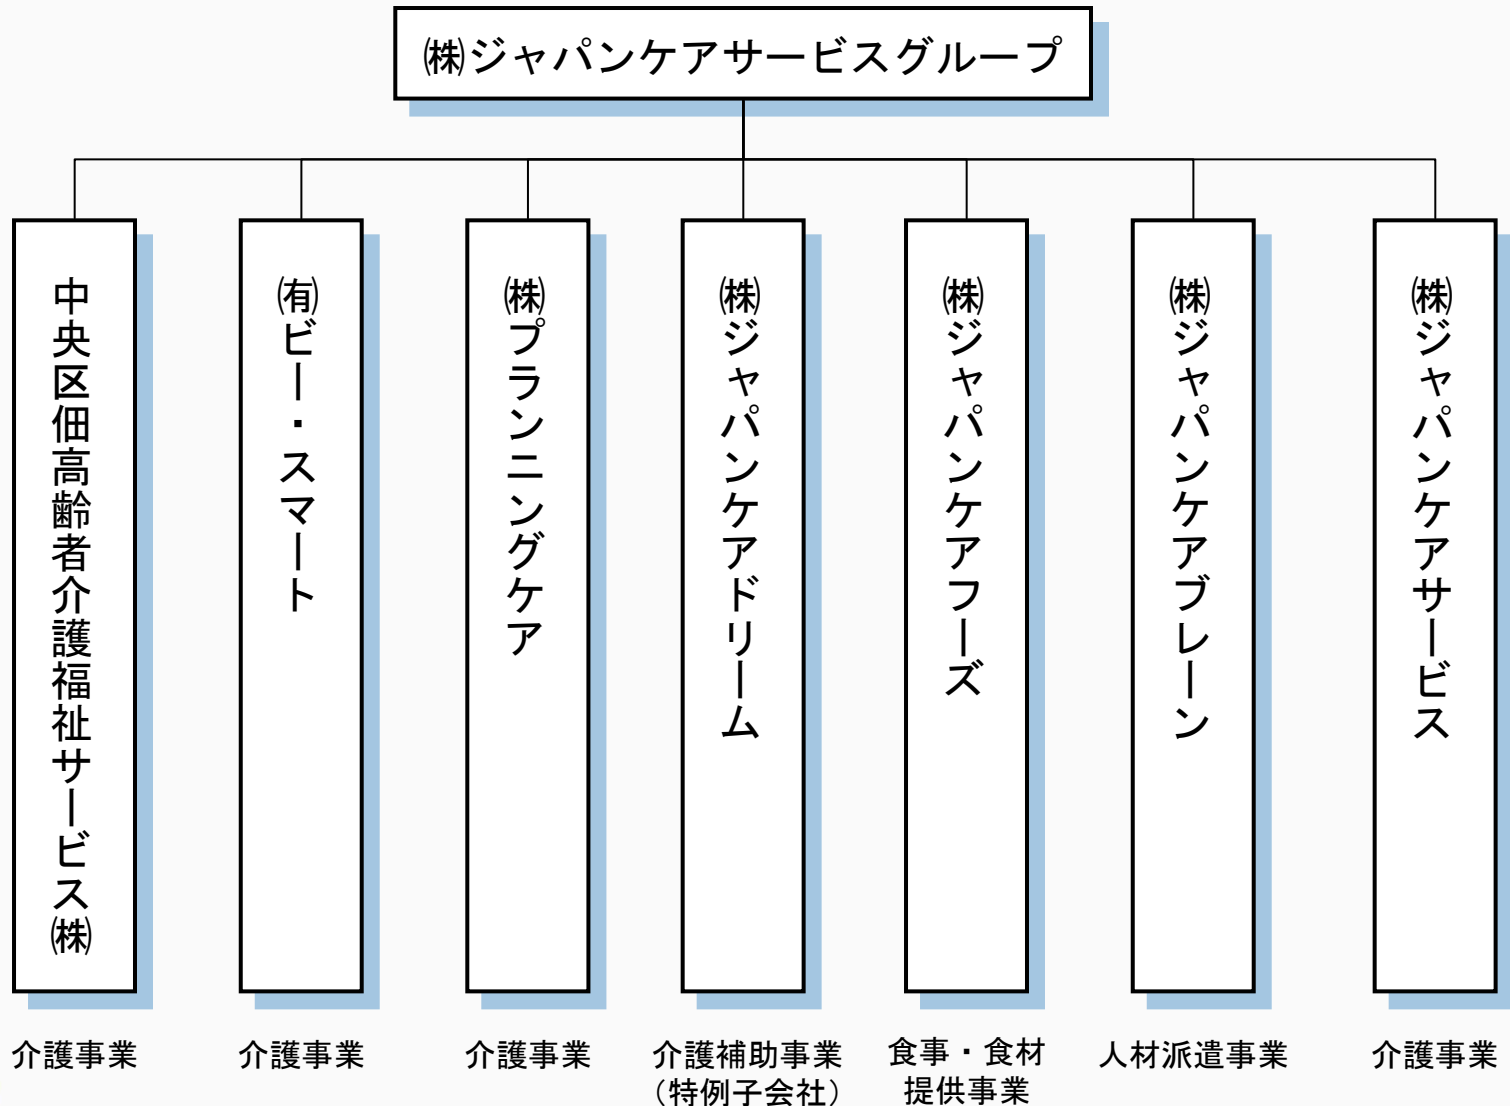 ㈱ジャパンケアサービスグループ
中央区佃高齢者介護福祉サービス㈱
㈲ビー・スマート
㈱プランニングケア
㈱ジャパンケアドリーム
㈱ジャパンケアフーズ
㈱ジャパンケアブレーン
㈱ジャパンケアサービス
介護事業
介護事業
介護事業
介護補助事業
（特例子会社）
食事・食材
提供事業
人材派遣事業
介護事業